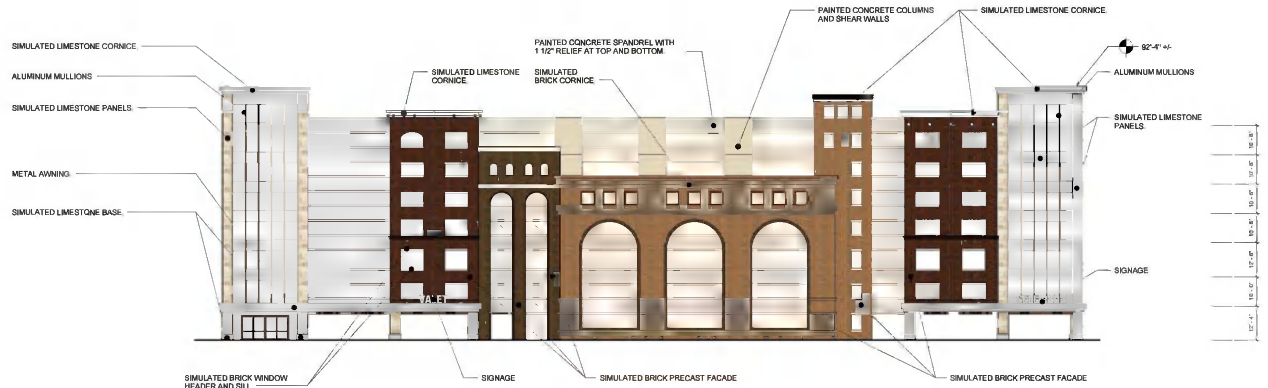 PAINTED CONCRETE COLUMNS
AND SHEAR WALLS
SIMULATED LIMESTONE CORNICE
SIMULATED LIMESTONE CORNICE
PAINTED CONCRETE SPANDREL WITH
1 1/2" RELIEF AT TOP AND BOTTOM
92'-4" +/-
ALUMINUM MULLIONS
SIMULATED LIMESTONE
CORNICE
SIMULATED
BRICK CORNICE
ALUMINUM MULLIONS
SIMULATED LIMESTONE PANELS
SIMULATED LIMESTONE
PANELS
METAL AWNING
SIMULATED LIMESTONE BASE
SIGNAGE
VALET
SIMULATED BRICK WINDOW
HEADER AND SILL
SIGNAGE
SIMULATED BRICK PRECAST FACADE
SIMULATED BRICK PRECAST FACADE